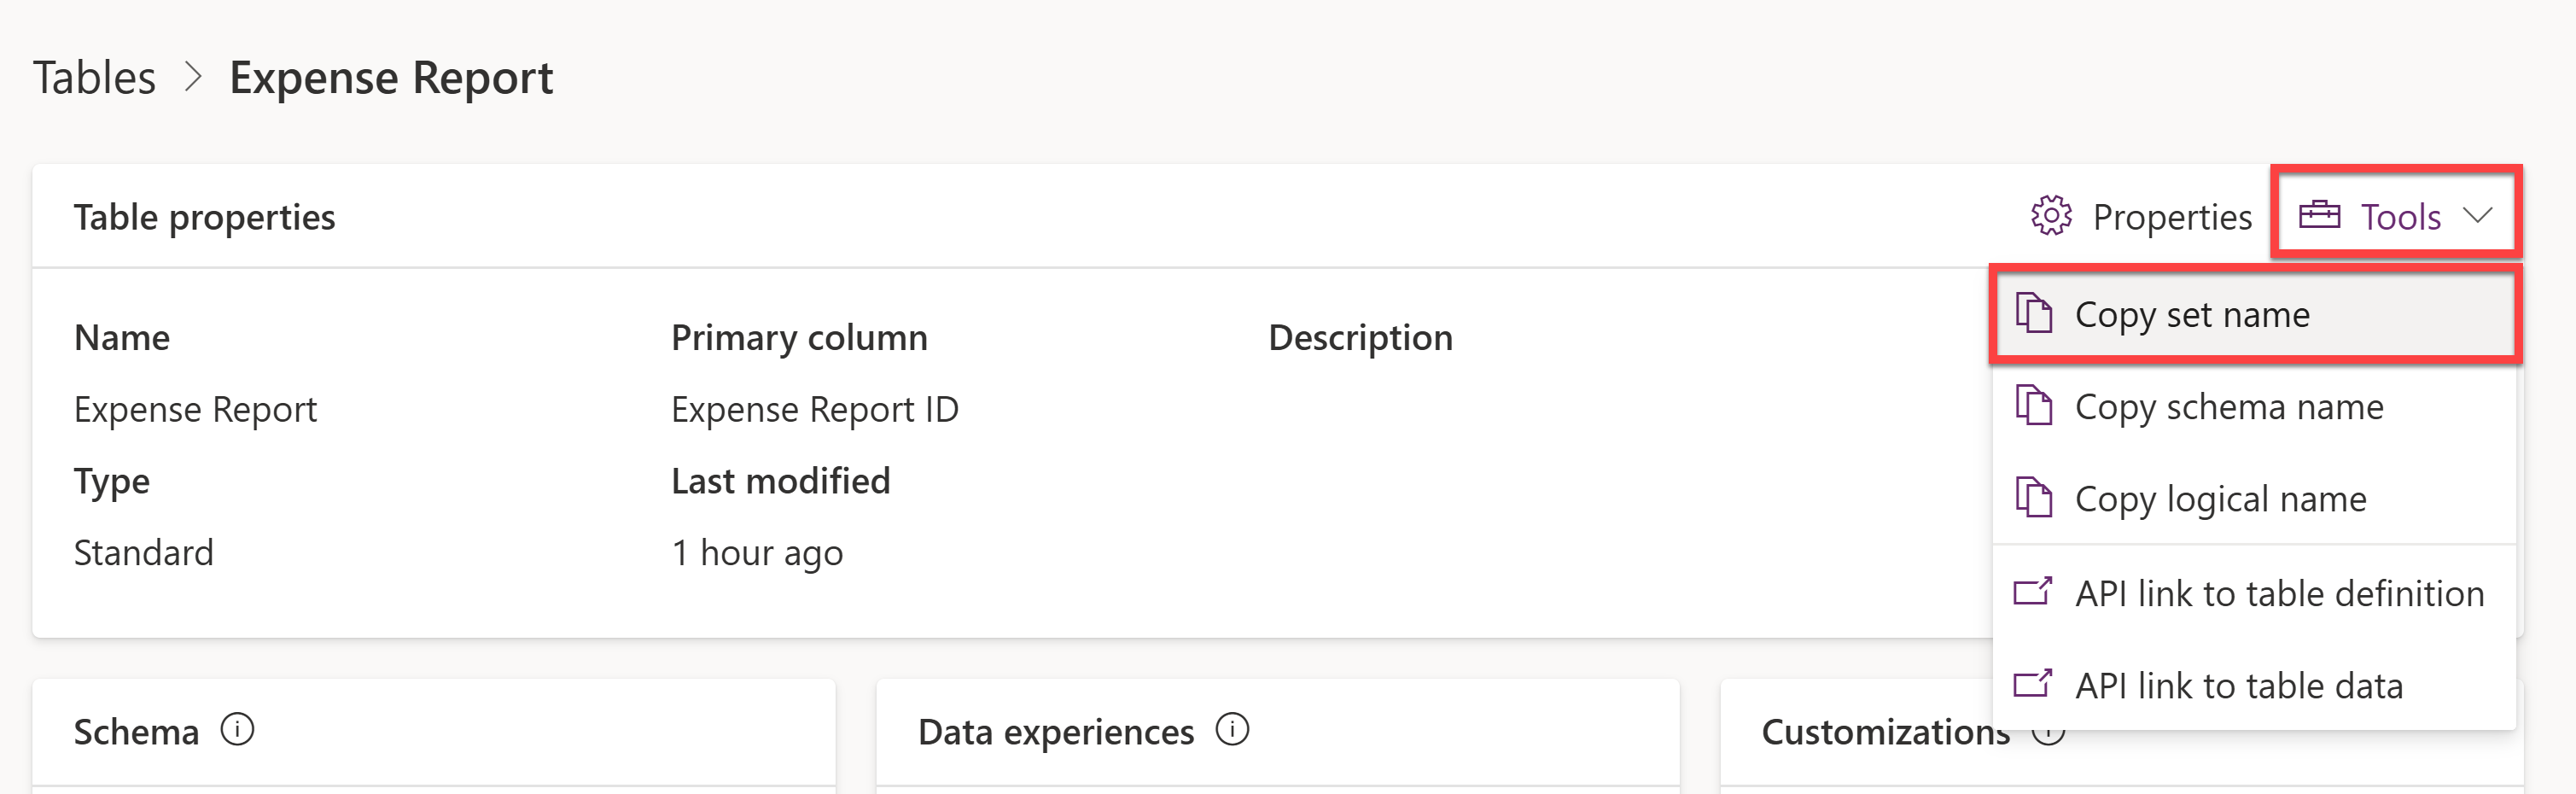 Tables > Expense Report
Table properties
Properties
Tools
Copy set name
Copy schema name
Copy logical name
API link to table definition
API link to table data
Name
Primary column
Description
Expense Report
Expense Report ID
Type
Last modified
Standard
1 hour ago
Schema
Data experiences
Customizations